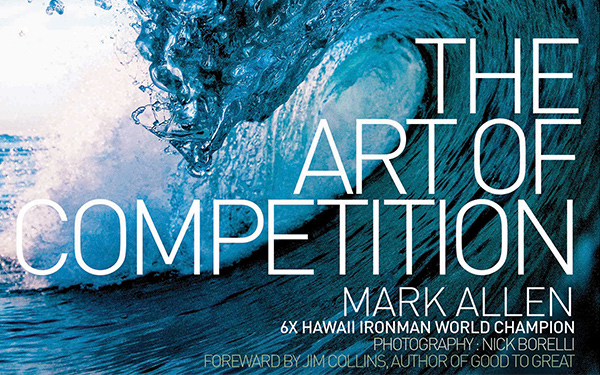 THE
ART OF
COMPETITION
MARK ALLEN
6X HAWAII IRONMAN WORLD CHAMPION
PHOTOGRAPHY : NICK BORELLI
FOREWARD BY JIM COLLINS, AUTHOR OF GOOD TO GREAT